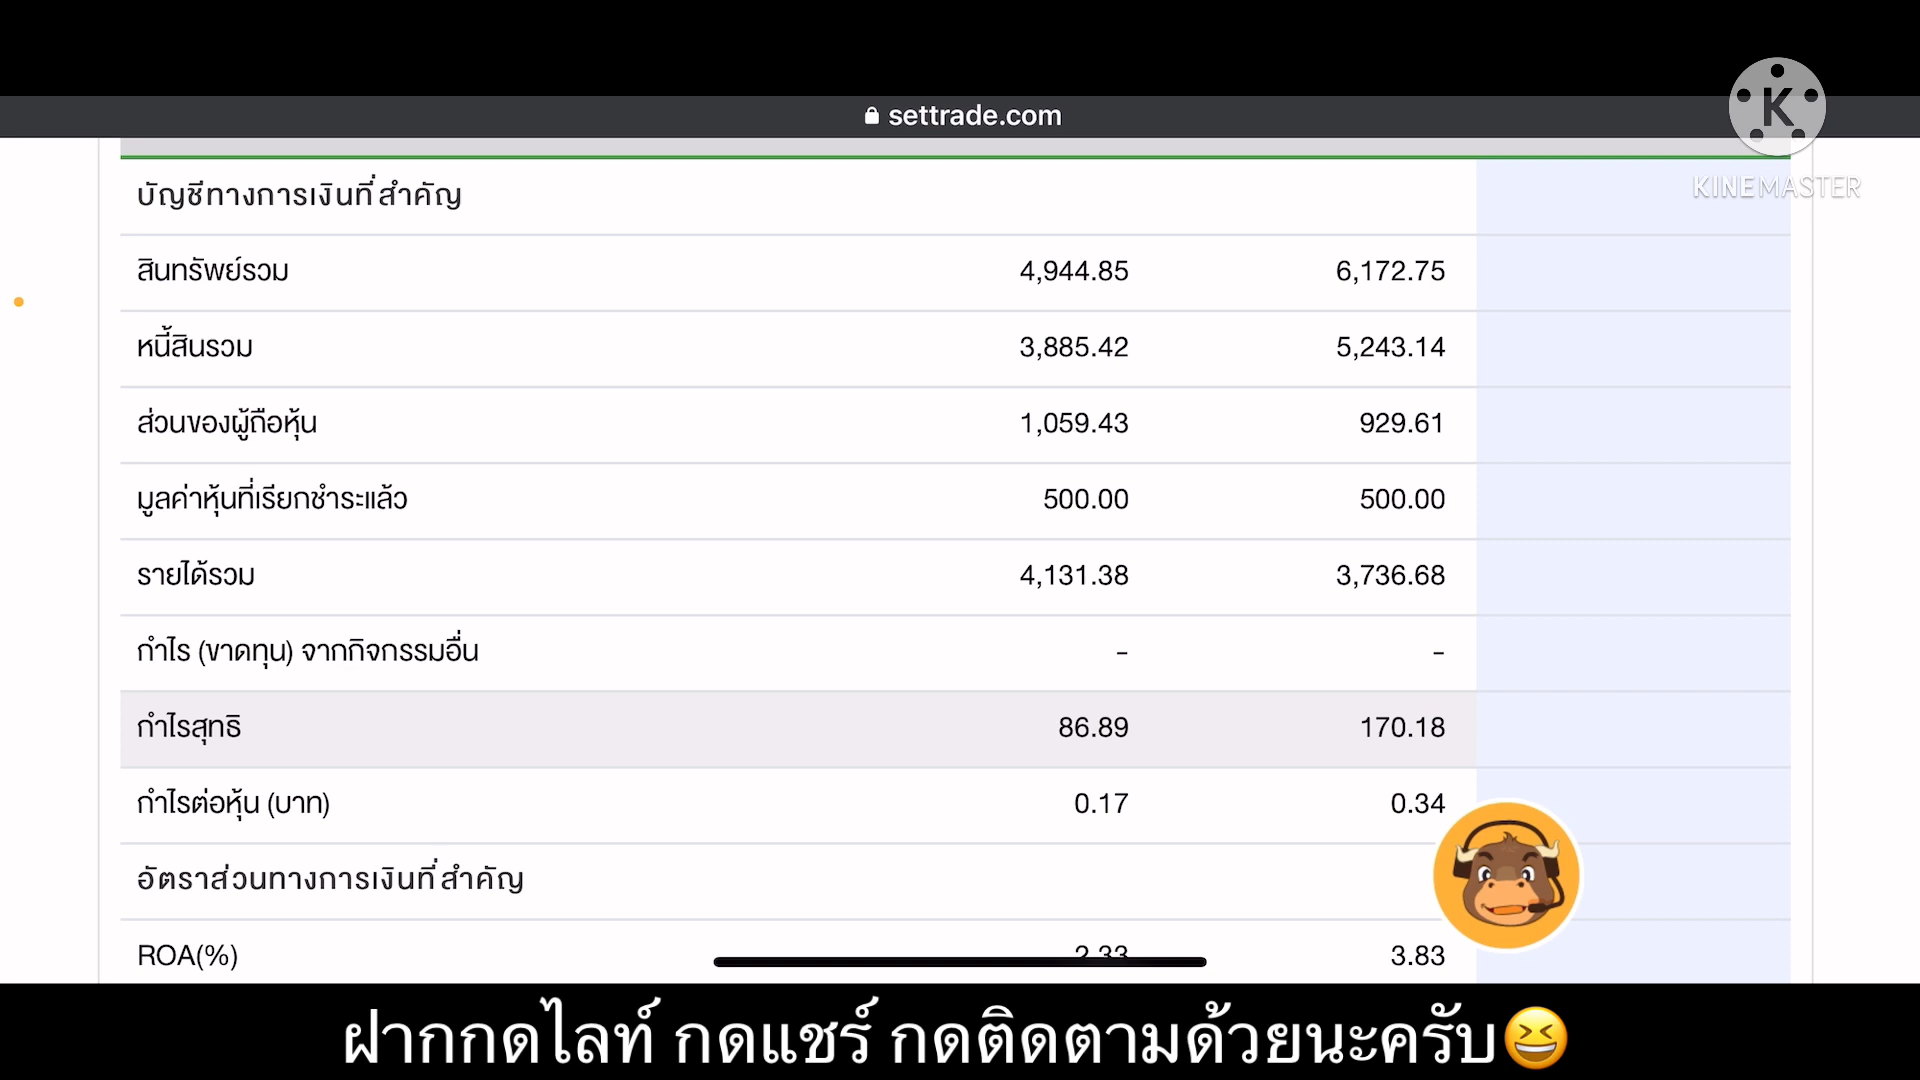 settrade.com
K
KINEMASTER
บัญชีทางการเงินที่สำคัญ
สินทรัพย์รวม 4,944.85 6,172.75
หนี้สินรวม 3,885.42 5,243.14
ส่วนของผู้ถือหุ้น 1,059.43 929.61
มูลค่าหุ้นที่เรียกชำระแล้ว 500.00 500.00
รายได้รวม 4,131.38 3,736.68
กำไร (ขาดทุน) จากกิจกรรมอื่น - -
กำไรสุทธิ 86.89 170.18
กำไรต่อหุ้น (บาท) 0.17 0.34
อัตราส่วนทางการเงินที่สำคัญ
ROA(%) 2.33 3.83
ฝากกดไลท์ กดแชร์ กดติดตามด้วยนะครับ😆